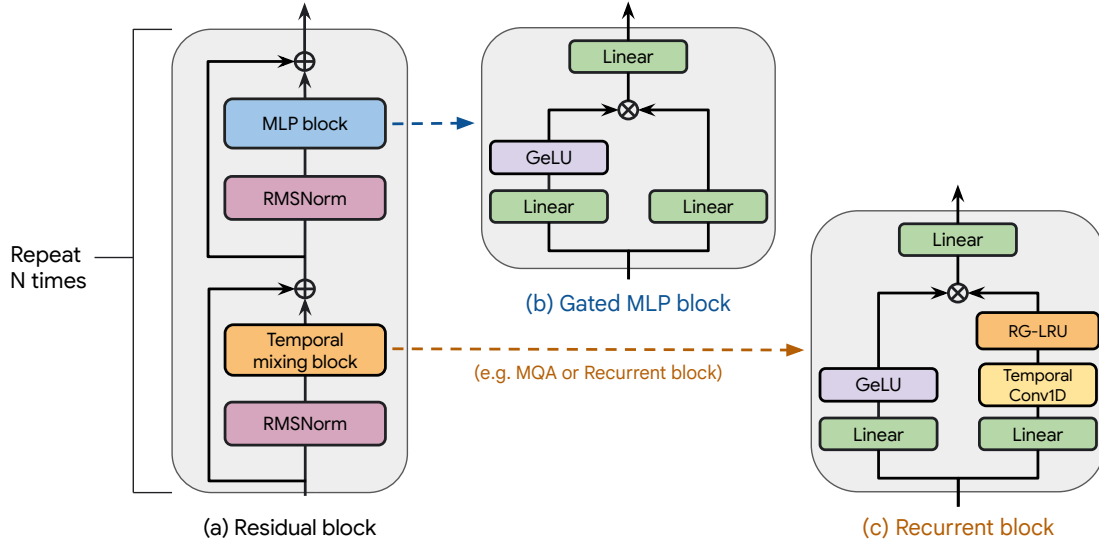 Repeat
N times
MLP block
RMSNorm
Temporal
mixing block
RMSNorm
(a) Residual block
Linear
GeLU
Linear
Linear
(b) Gated MLP block
(e.g. MQA or Recurrent block)
Linear
RG-LRU
GeLU
Temporal
Conv1D
Linear
Linear
(c) Recurrent block